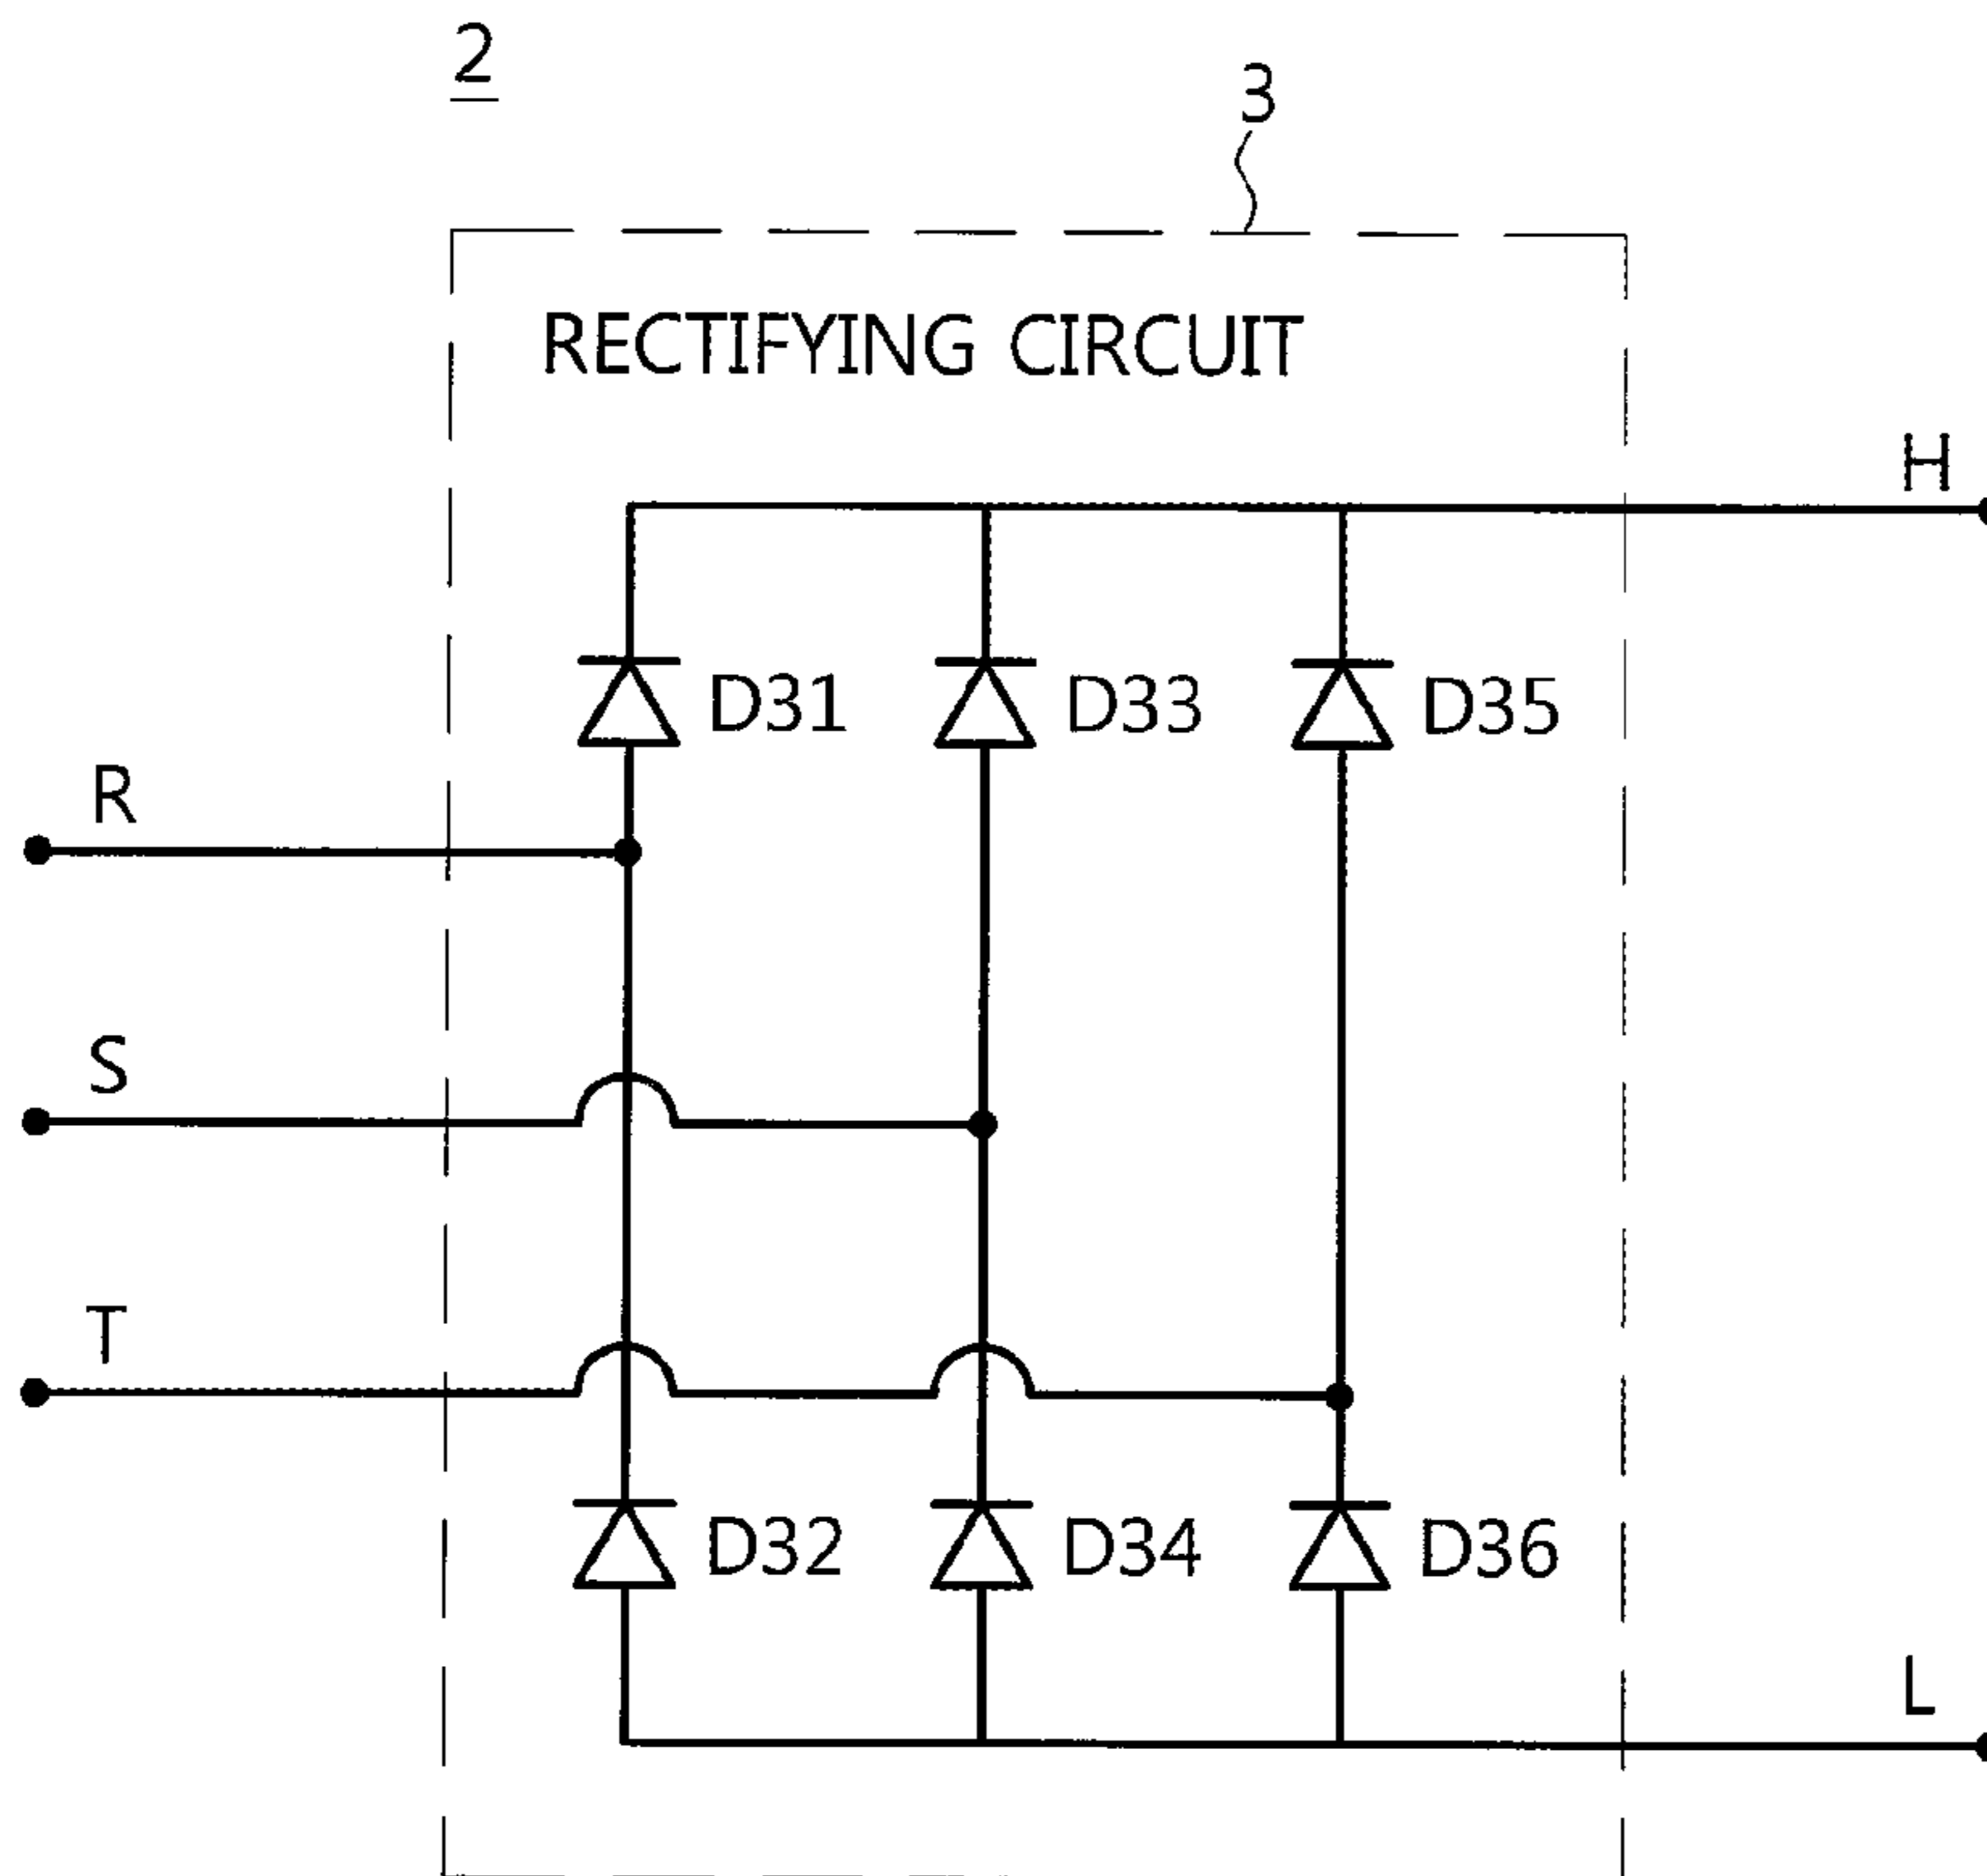 2
3
RECTIFYING CIRCUIT
H
D31 D33 D35
R
S
T
D32 D34 D36
L